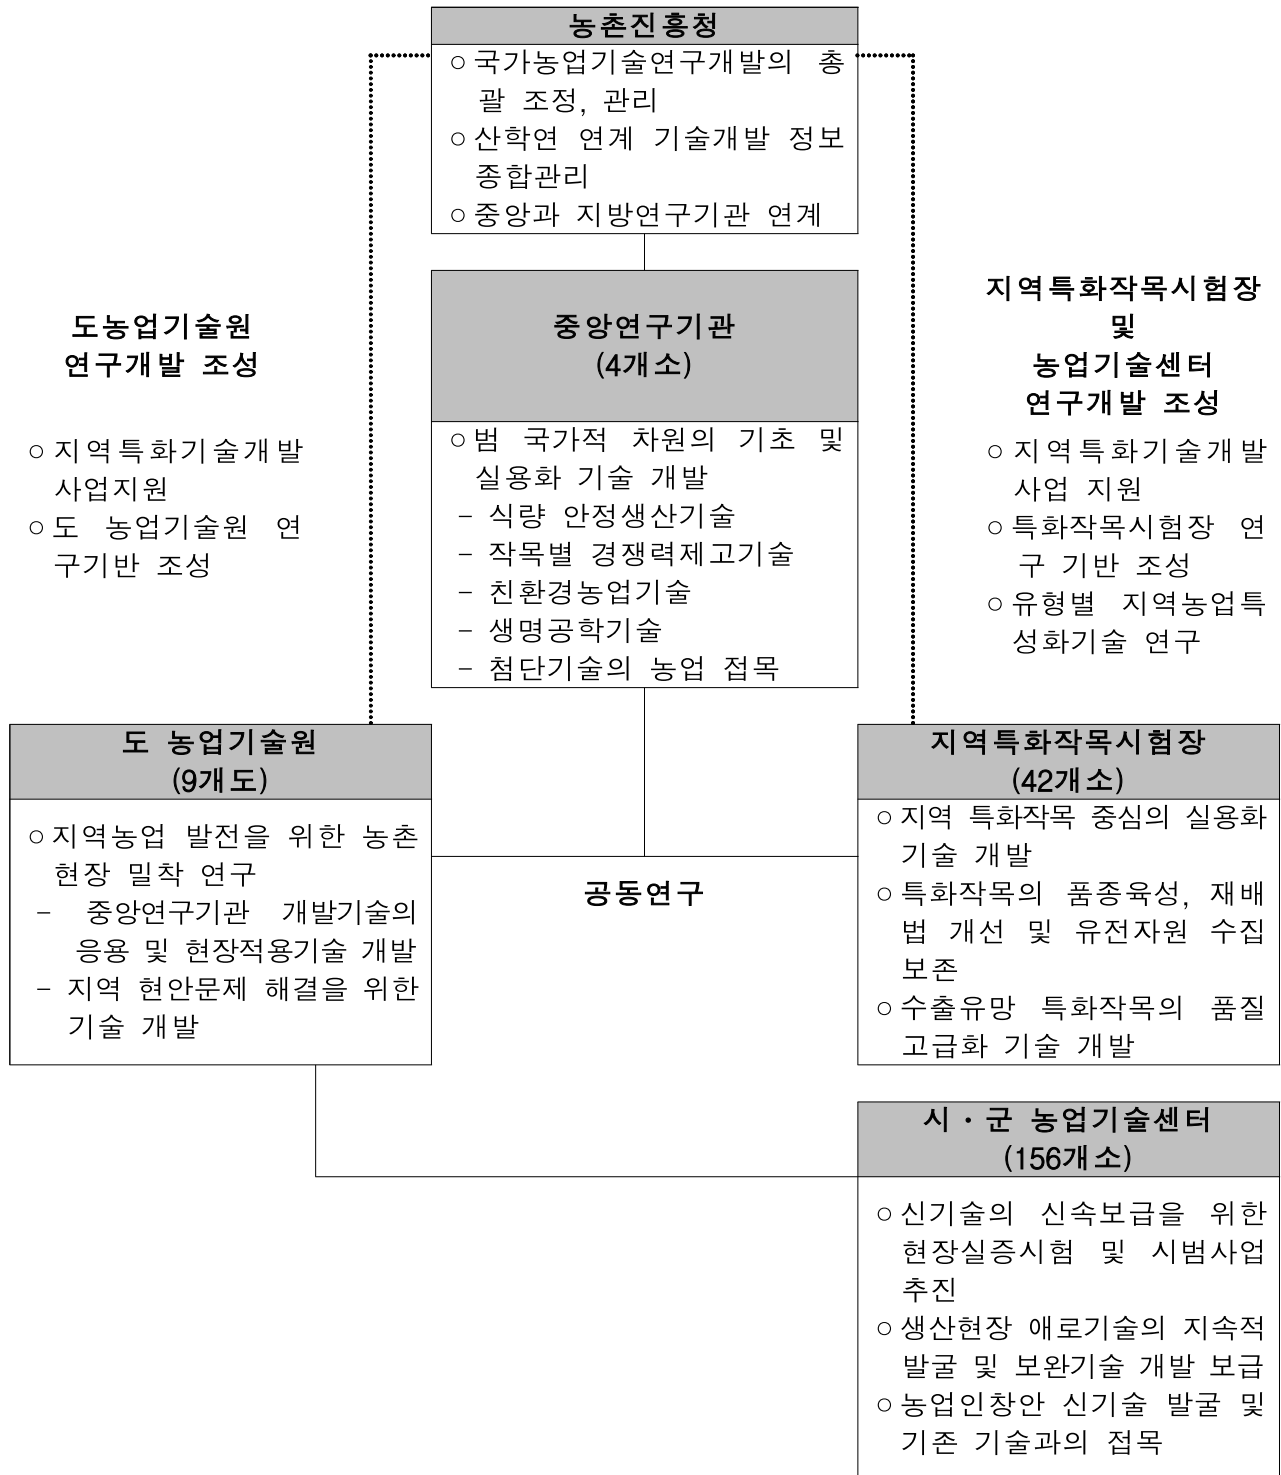 농촌진흥청
○ 국가농업기술연구개발의 총
괄 조정, 관리
○ 산학연 연계 기술개발 정보
종합관리
○ 중앙과 지방연구기관 연계
도농업기술원
연구개발 조성
○ 지역특화기술개발
사업지원
○ 도 농업기술원 연
구기반 조성
중앙연구기관
(4개소)
○ 범 국가적 차원의 기초 및
실용화 기술 개발
- 식량 안정생산기술
- 작목별 경쟁력제고기술
- 친환경농업기술
- 생명공학기술
- 첨단기술의 농업 접목
지역특화작목시험장
및
농업기술센터
연구개발 조성
○ 지역특화기술개발
사업 지원
○ 특화작목시험장 연
구 기반 조성
○ 유형별 지역농업특
성화기술 연구
도 농업기술원
(9개도)
○ 지역농업 발전을 위한 농촌
현장 밀착 연구
- 중앙연구기관 개발기술의
응용 및 현장적용기술 개발
- 지역 현안문제 해결을 위한
기술 개발
공동연구
지역특화작목시험장
(42개소)
○ 지역 특화작목 중심의 실용화
기술 개발
○ 특화작목의 품종육성, 재배
법 개선 및 유전자원 수집
보존
○ 수출유망 특화작목의 품질
고급화 기술 개발
시·군 농업기술센터
(156개소)
○ 신기술의 신속보급을 위한
현장실증시험 및 시범사업
추진
○ 생산현장 애로기술의 지속적
발굴 및 보완기술 개발 보급
○ 농업인창안 신기술 발굴 및
기존 기술과의 접목